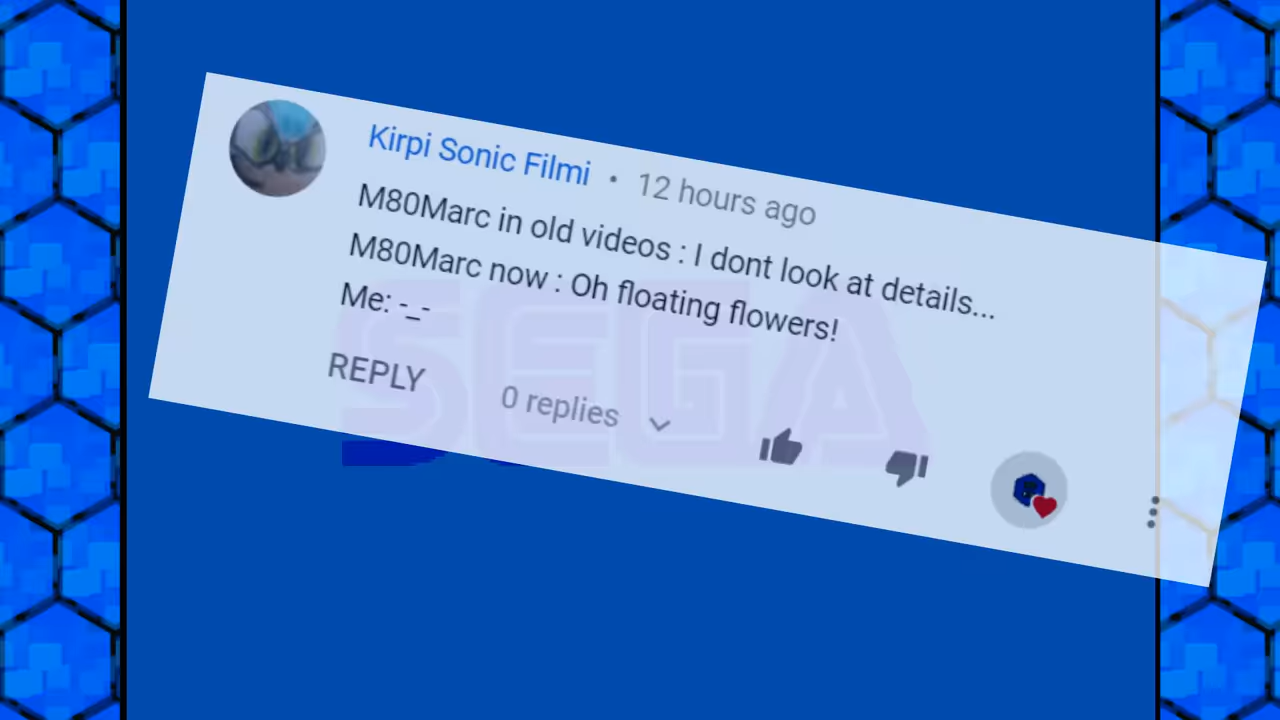 Kirpi Sonic Filmi • 12 hours ago
M80Marc in old videos : I dont look at details...
M80Marc now : Oh floating flowers!
Me: -_-
REPLY 0 replies
SEGA